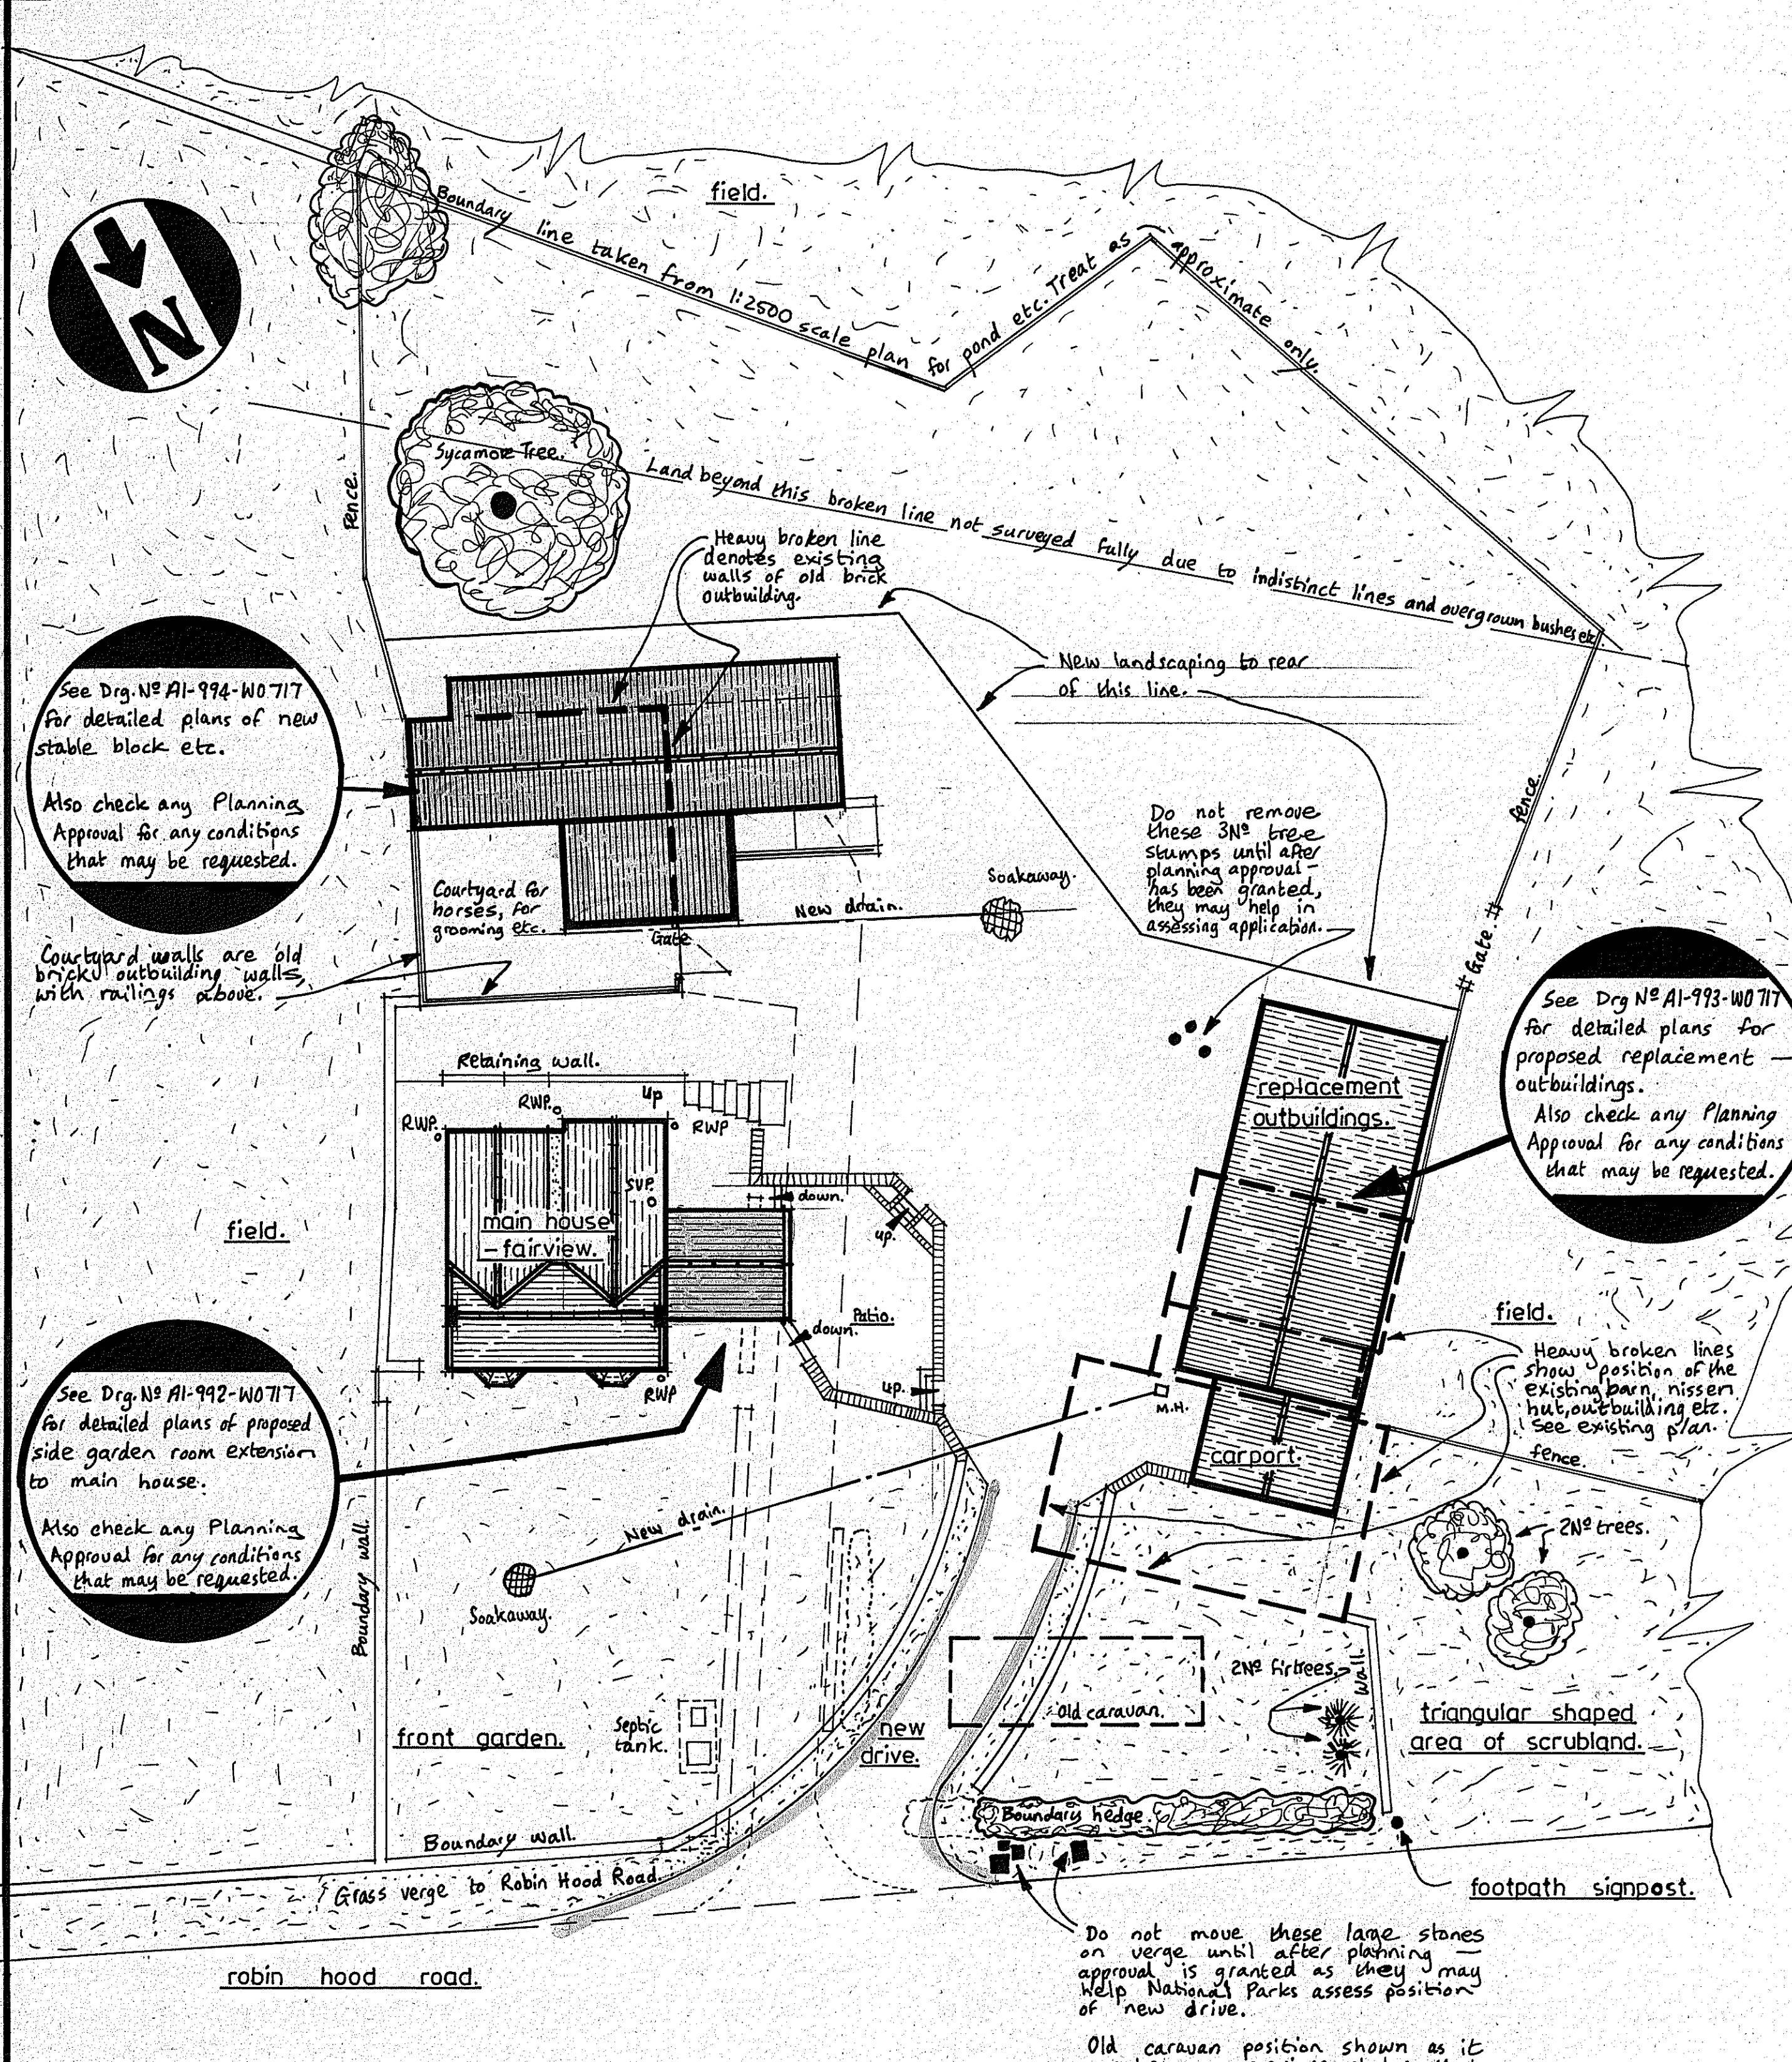 field.
Boundary line taken from 1:2500 scale plan for pond etc. Treat as approximate only.
N
Sycamore Tree.
Fence.
Land beyond this broken line not surveyed fully due to indistinct lines and overgrown bushes etc
Heavy broken line
denotes existing
walls of old brick
outbuilding.
New landscaping to rear
of this line.
See Drg. Nº A1-994-W0717
for detailed plans of new
stable block etc.
Also check any Planning
Approval for any conditions
that may be requested.
fence.
Do not remove
these 3Nº tree
stumps until after
planning approval -
has been granted,
they may help in
assessing application.
Soakaway.
Courtyard for
horses, for
grooming etc.
New drain.
Gate
Gate.
Courtyard walls are old
brick outbuilding walls,
with railings above.
See Drg Nº A1-993-W0717
for detailed plans for
proposed replacement —
outbuildings.
Also check any Planning
Approval for any conditions
that may be requested.
Retaining wall.
RWP.
up
RWP.
RWP
replacement
outbuildings.
SVP.
down.
main house
- fairview.
up.
field.
Patio.
down.
field.
Heavy broken lines
show position of the
existing barn, nissen
hut, outbuilding etc.
See existing plan.
up.
RWP
M.H.
See Drg. Nº A1-992-W0717
for detailed plans of proposed
side garden room extension
to main house.
Also check any Planning
Approval for any conditions
that may be requested.
carport.
fence.
Boundary wall.
New drain.
2Nº trees.
Soakaway.
2Nº firtrees.
wall.
Old caravan.
front garden.
Septic
tank.
new
drive.
triangular shaped
area of scrubland.
Boundary hedge
Boundary wall.
Grass verge to Robin Hood Road.
footpath signpost.
robin hood road.
Do not move these large stones
on verge until after planning —
approval is granted as they may
help National Parks assess position
of new drive.
Old caravan position shown as it